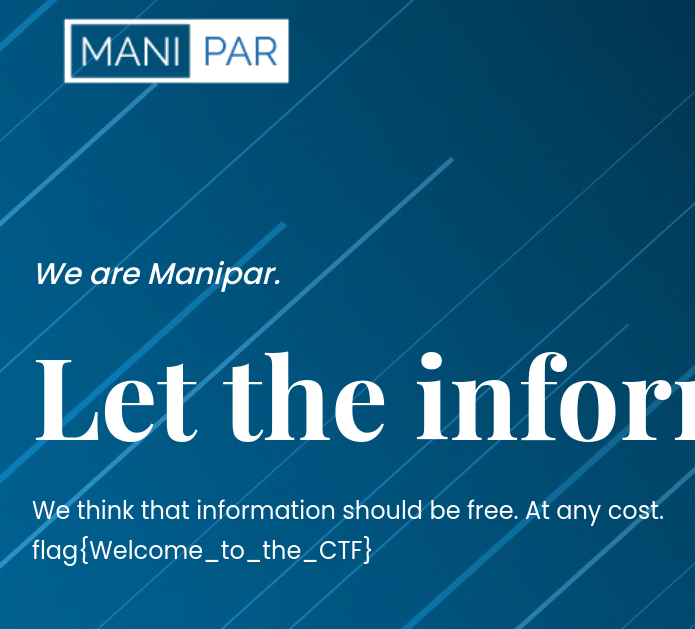 MANI PAR
We are Manipar.
Let the infor
We think that information should be free. At any cost.
flag{Welcome_to_the_CTF}